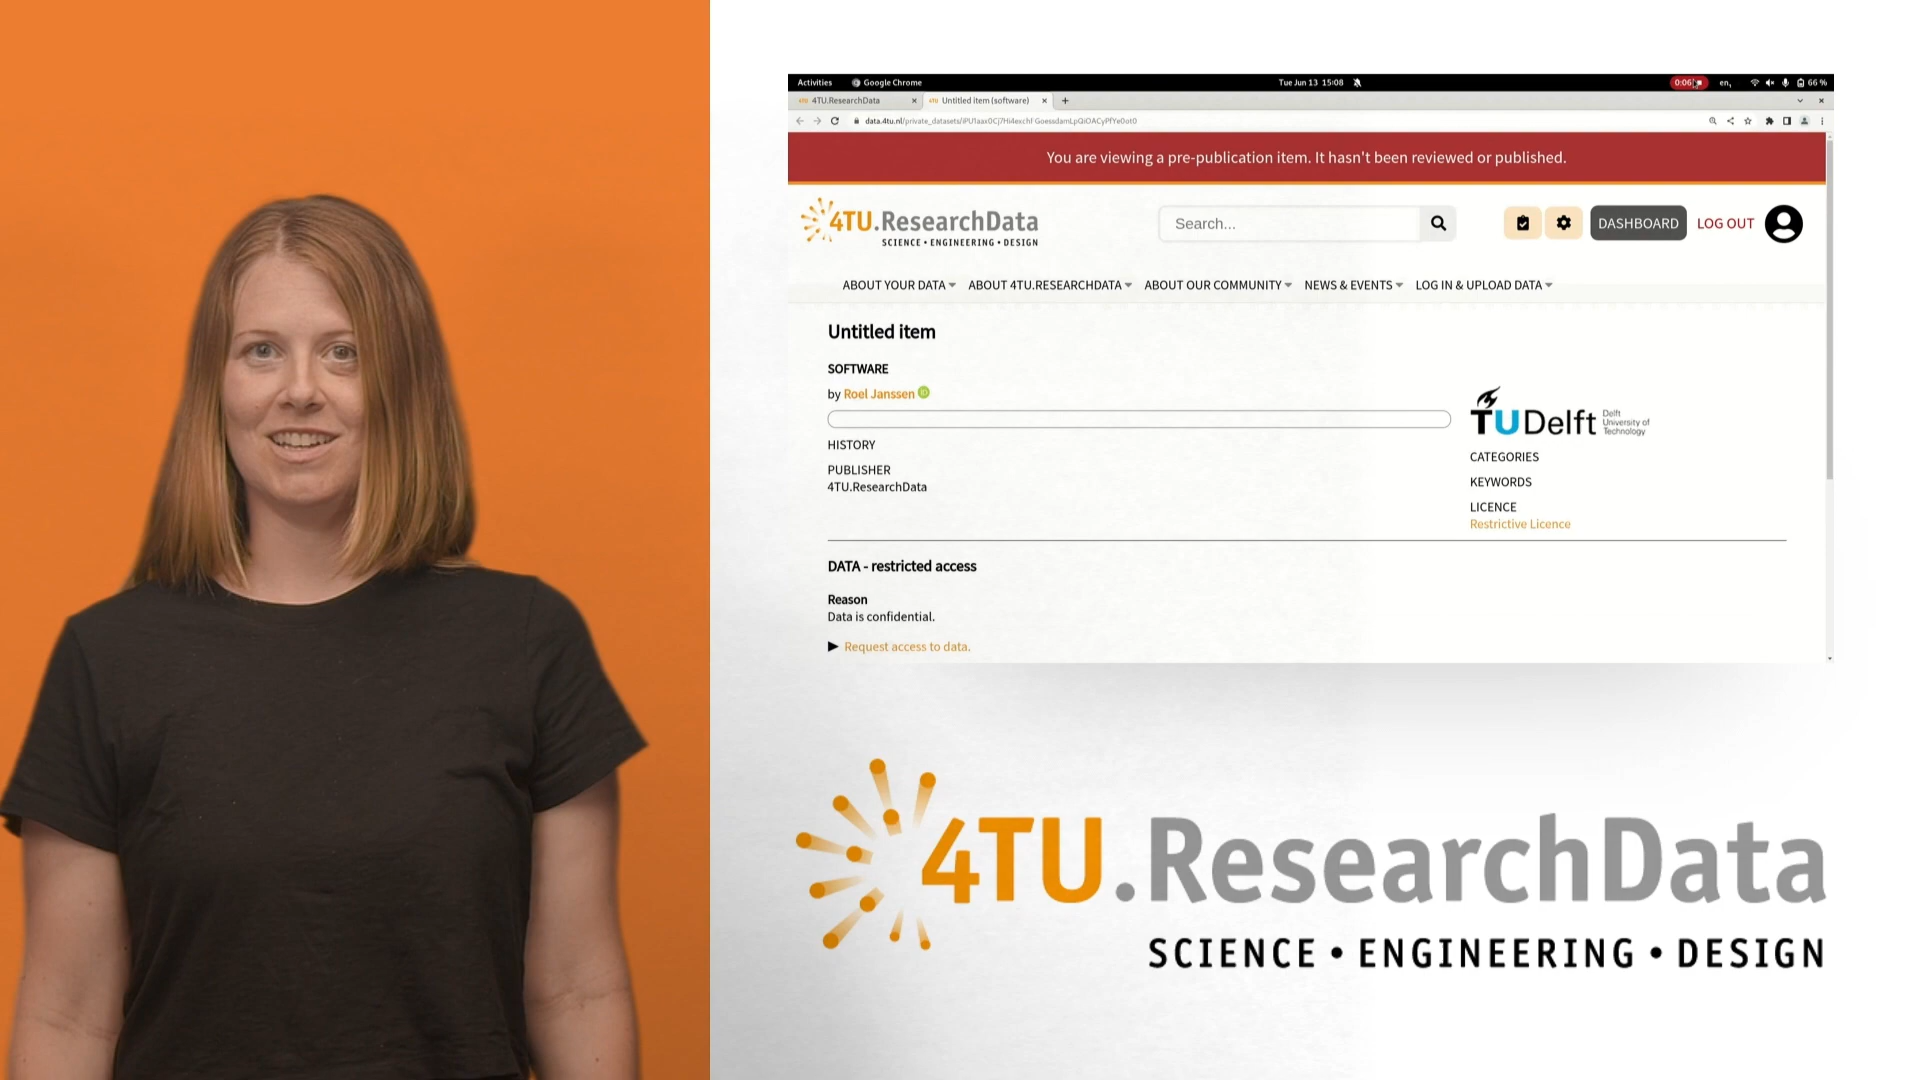 Activities Google Chrome Tue Jun 13 15:08 0:06 en, 66 %
4TU.ResearchData Untitled item (software)
You are viewing a pre-publication item. It hasn't been reviewed or published.
4TU.ResearchData
SCIENCE • ENGINEERING • DESIGN
Search...
DASHBOARD
LOG OUT
ABOUT YOUR DATA ABOUT 4TU.RESEARCHDATA ABOUT OUR COMMUNITY NEWS & EVENTS LOG IN & UPLOAD DATA
Untitled item
SOFTWARE
by Roel Janssen
HISTORY
PUBLISHER
4TU.ResearchData
TUDelft
Delft
University of
Technology
CATEGORIES
KEYWORDS
LICENCE
Restrictive Licence
DATA - restricted access
Reason
Data is confidential.
Request access to data.
4TU.ResearchData
SCIENCE • ENGINEERING • DESIGN